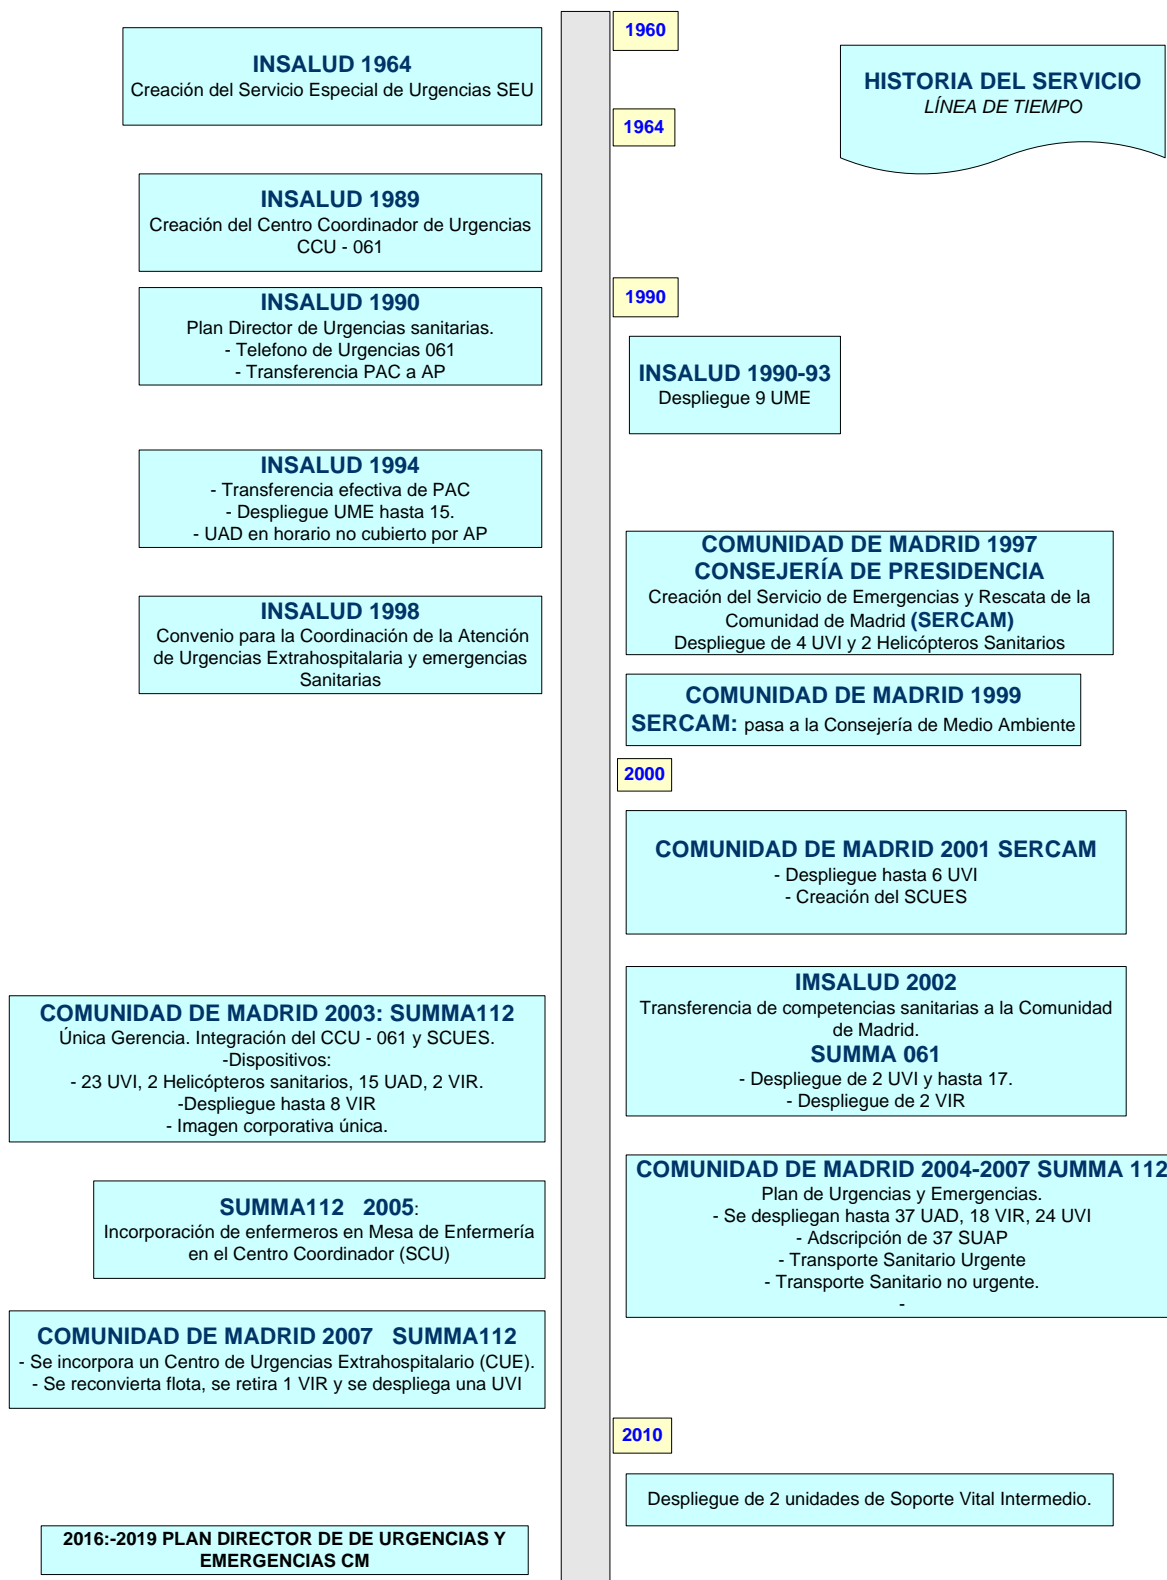 1960
INSALUD 1964
Creación del Servicio Especial de Urgencias SEU
HISTORIA DEL SERVICIO
LÍNEA DE TIEMPO
1964
INSALUD 1989
Creación del Centro Coordinador de Urgencias
CCU - 061
INSALUD 1990
Plan Director de Urgencias sanitarias.
- Telefono de Urgencias 061
- Transferencia PAC a AP
1990
INSALUD 1990-93
Despliegue 9 UME
INSALUD 1994
- Transferencia efectiva de PAC
- Despliegue UME hasta 15.
- UAD en horario no cubierto por AP
COMUNIDAD DE MADRID 1997
CONSEJERÍA DE PRESIDENCIA
Creación del Servicio de Emergencias y Rescata de la
Comunidad de Madrid (SERCAM)
Despliegue de 4 UVI y 2 Helicópteros Sanitarios
INSALUD 1998
Convenio para la Coordinación de la Atención
de Urgencias Extrahospitalaria y emergencias
Sanitarias
COMUNIDAD DE MADRID 1999
SERCAM: pasa a la Consejería de Medio Ambiente
2000
COMUNIDAD DE MADRID 2001 SERCAM
- Despliegue hasta 6 UVI
- Creación del SCUES
IMSALUD 2002
Transferencia de competencias sanitarias a la Comunidad
de Madrid.
SUMMA 061
- Despliegue de 2 UVI y hasta 17.
- Despliegue de 2 VIR
COMUNIDAD DE MADRID 2003: SUMMA112
Única Gerencia. Integración del CCU - 061 y SCUES.
-Dispositivos:
- 23 UVI, 2 Helicópteros sanitarios, 15 UAD, 2 VIR.
-Despliegue hasta 8 VIR
- Imagen corporativa única.
COMUNIDAD DE MADRID 2004-2007 SUMMA 112
Plan de Urgencias y Emergencias.
- Se despliegan hasta 37 UAD, 18 VIR, 24 UVI
- Adscripción de 37 SUAP
- Transporte Sanitario Urgente
- Transporte Sanitario no urgente.
-
SUMMA112 2005:
Incorporación de enfermeros en Mesa de Enfermería
en el Centro Coordinador (SCU)
COMUNIDAD DE MADRID 2007 SUMMA112
- Se incorpora un Centro de Urgencias Extrahospitalario (CUE).
- Se reconvierta flota, se retira 1 VIR y se despliega una UVI
2010
Despliegue de 2 unidades de Soporte Vital Intermedio.
2016:-2019 PLAN DIRECTOR DE DE URGENCIAS Y
EMERGENCIAS CM